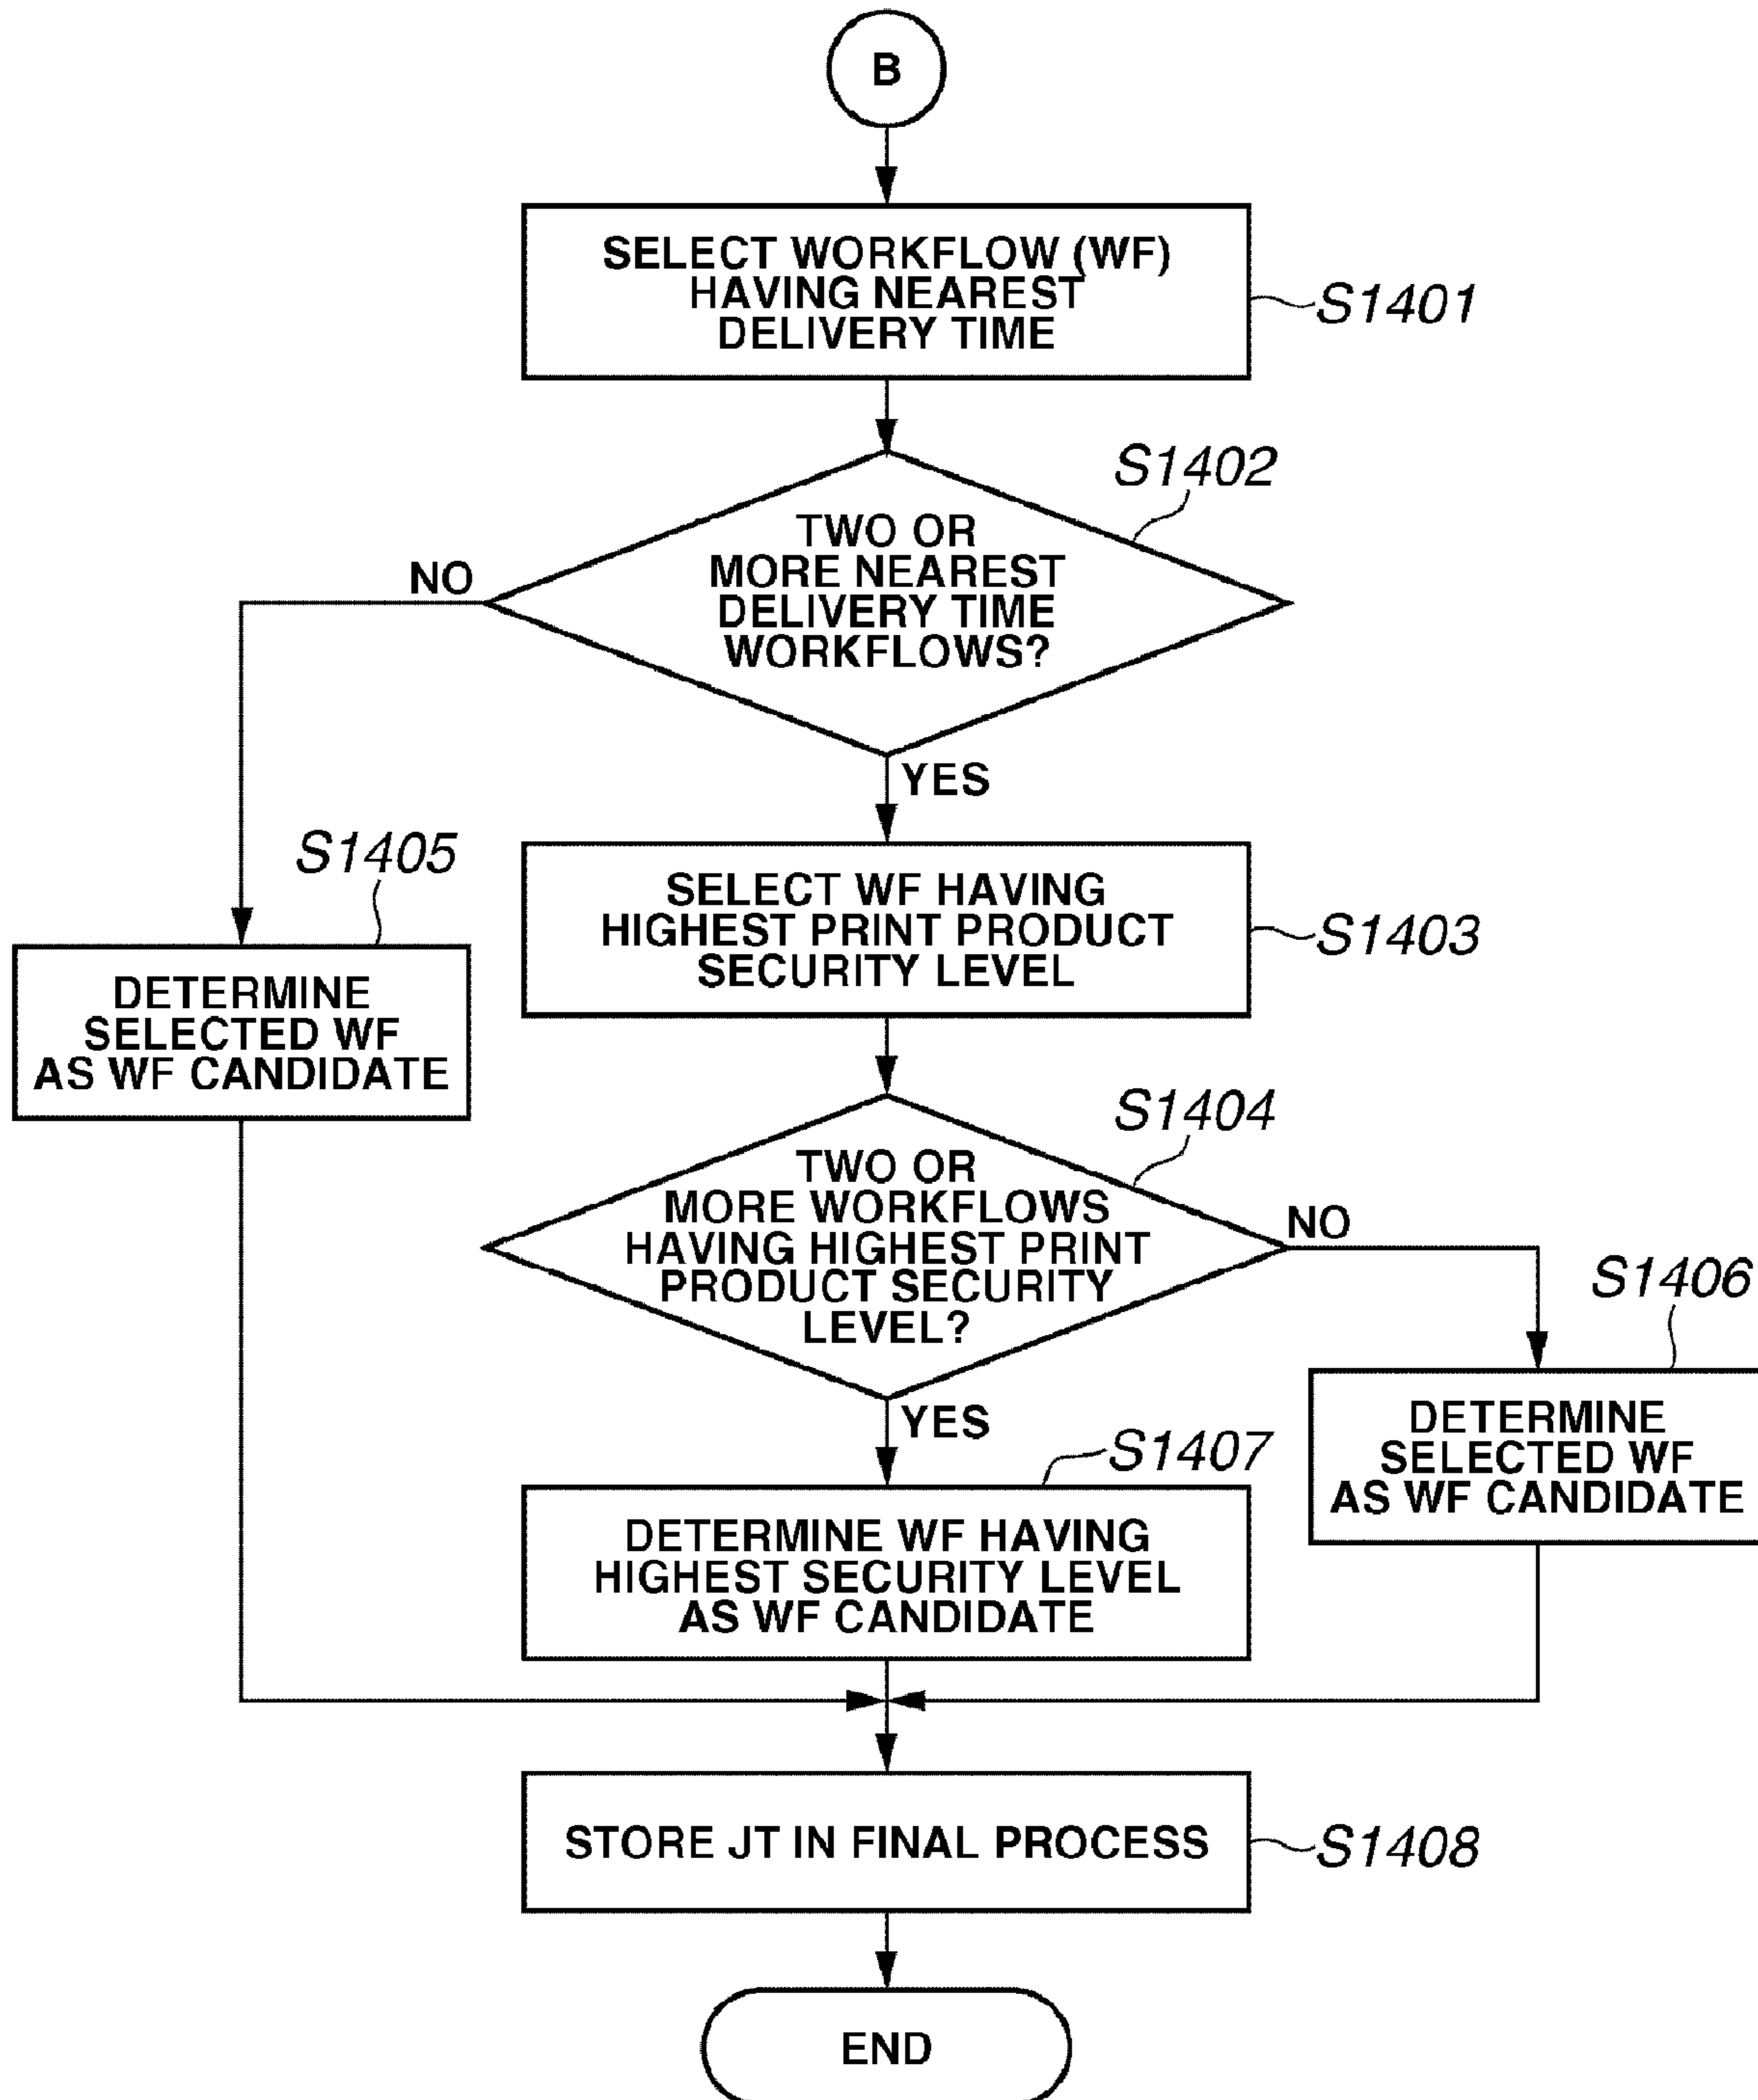 B
SELECT WORKFLOW (WF)
HAVING NEAREST
DELIVERY TIME
S1401
S1402
TWO OR
MORE NEAREST
DELIVERY TIME
WORKFLOWS?
NO
YES
S1405
DETERMINE
SELECTED WF
AS WF CANDIDATE
SELECT WF HAVING
HIGHEST PRINT PRODUCT
SECURITY LEVEL
S1403
S1404
TWO OR
MORE WORKFLOWS
HAVING HIGHEST PRINT
PRODUCT SECURITY
LEVEL?
NO
YES
S1406
DETERMINE
SELECTED WF
AS WF CANDIDATE
S1407
DETERMINE WF HAVING
HIGHEST SECURITY LEVEL
AS WF CANDIDATE
STORE JT IN FINAL PROCESS
S1408
END